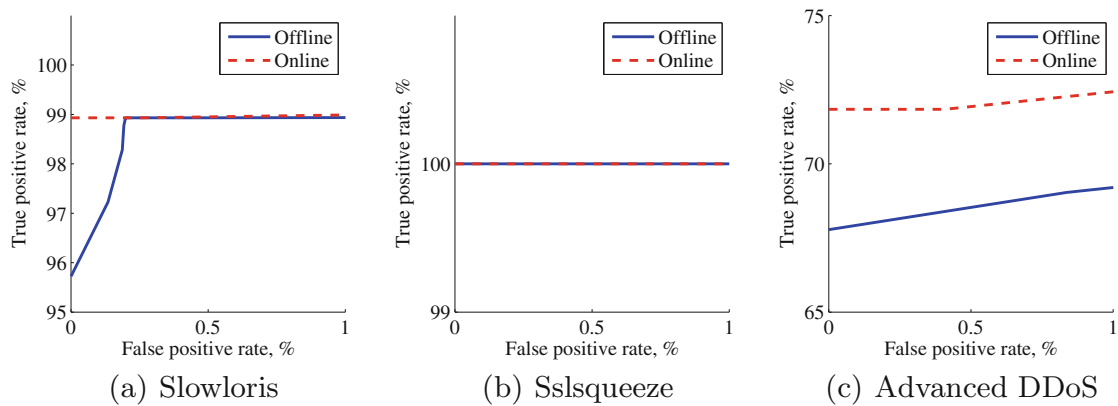 100
99
98
97
96
95
True positive rate, %
Offline
Online
0
0.5
1
False positive rate, %
(a) Slowloris
100
99
True positive rate, %
Offline
Online
0
0.5
1
False positive rate, %
(b) Sslsqueeze
75
70
65
True positive rate, %
Offline
Online
0
0.5
1
False positive rate, %
(c) Advanced DDoS